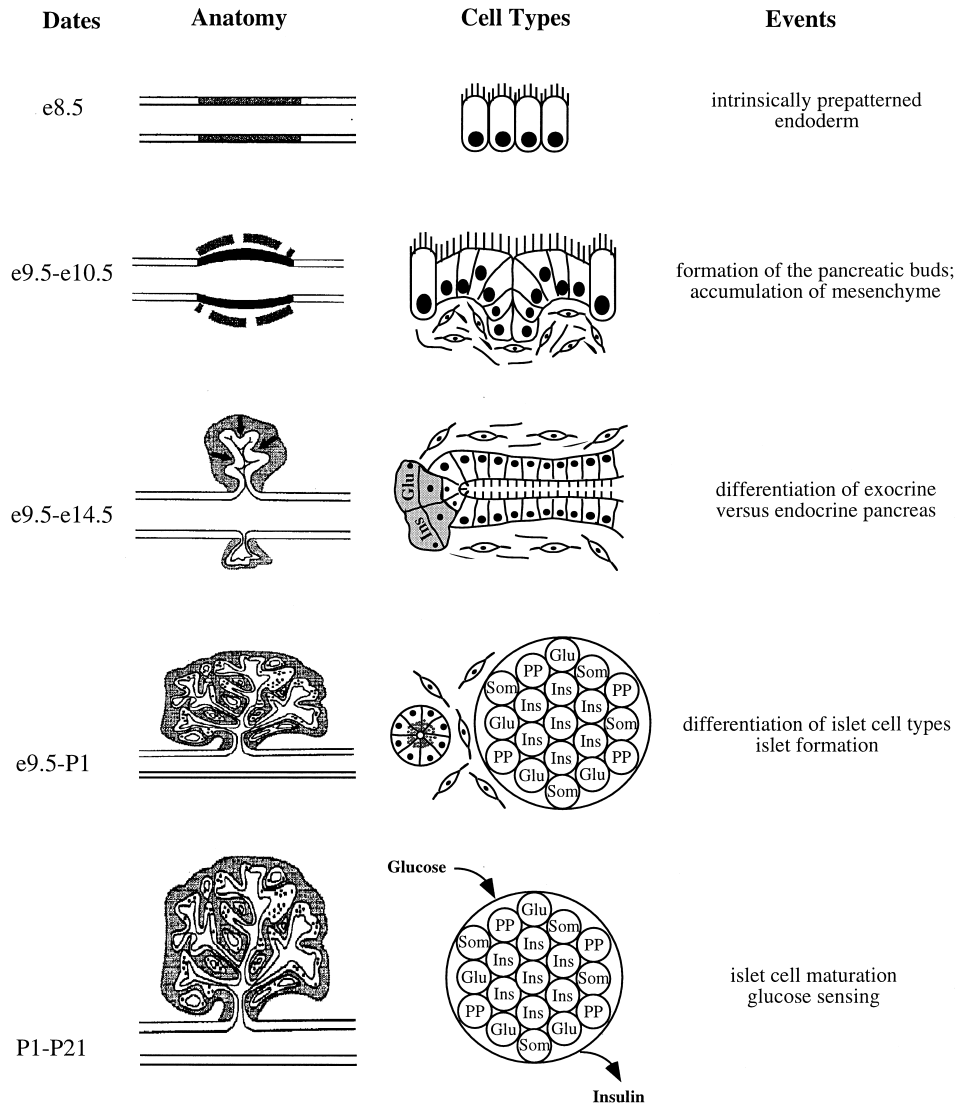 Dates Anatomy Cell Types Events
e8.5
intrinsically prepatterned
endoderm
e9.5-e10.5
formation of the pancreatic buds;
accumulation of mesenchyme
e9.5-e14.5
Glu
Ins
differentiation of exocrine
versus endocrine pancreas
e9.5-P1
Glu
PP Som
Som Ins PP
Ins Ins
Glu Ins Som
Ins Ins
PP Ins PP
Glu Glu
Som
differentiation of islet cell types
islet formation
P1-P21
Glucose
Glu
PP Som
Som Ins PP
Ins Ins
Glu Ins Som
Ins Ins
PP Ins PP
Glu Glu
Som
Insulin
islet cell maturation
glucose sensing